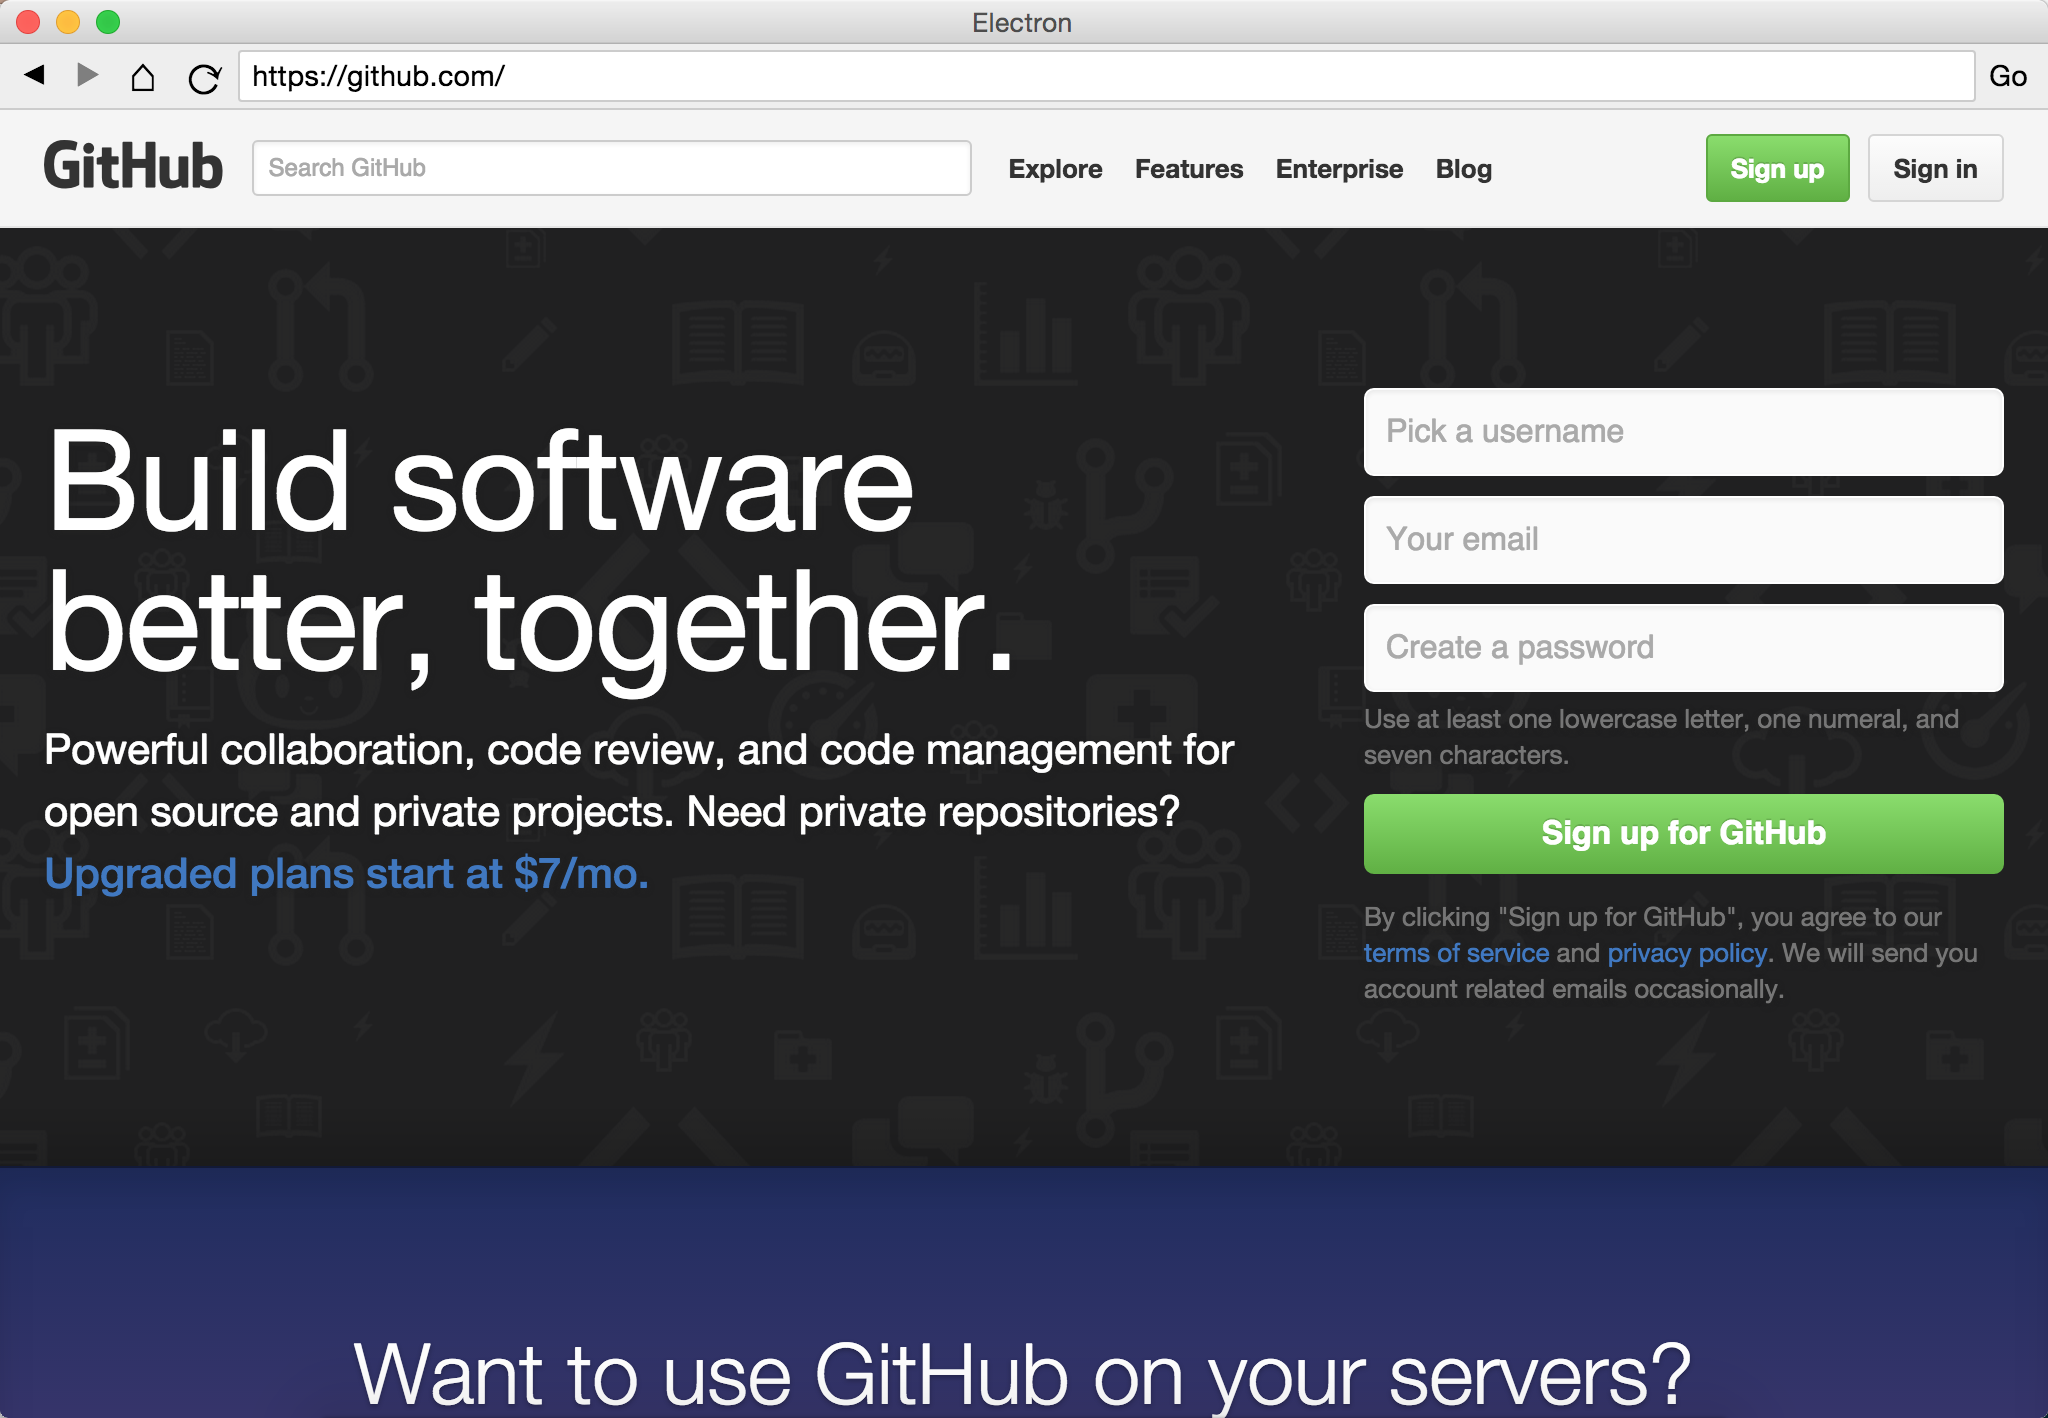 Electron
https://github.com/
Go
GitHub
Search GitHub
Explore
Features
Enterprise
Blog
Sign up
Sign in
Build software
better, together.
Powerful collaboration, code review, and code management for
open source and private projects. Need private repositories?
Upgraded plans start at $7/mo.
Pick a username
Your email
Create a password
Use at least one lowercase letter, one numeral, and
seven characters.
Sign up for GitHub
By clicking "Sign up for GitHub", you agree to our
terms of service and privacy policy. We will send you
account related emails occasionally.
Want to use GitHub on your servers?